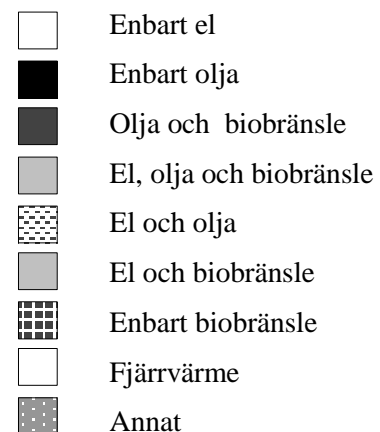 Enbart el
Enbart olja
Olja och biobränsle
El, olja och biobränsle
El och olja
El och biobränsle
Enbart biobränsle
Fjärrvärme
Annat